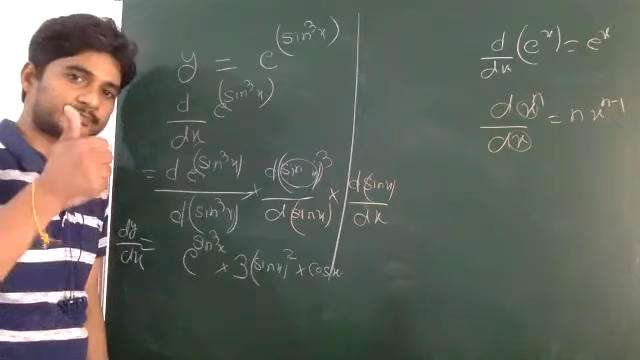 y = e^(sin³x)
d/dx e^(sin³x)
= d e^(sin³x)/d(sin³x) × d(sin x)³/d(sin x) × d(sin x)/dx
dy/dx = e^sin³x × 3(sin x)² × cos x
d/dx (e^x) = e^x
d x^n/dx = n x^n-1